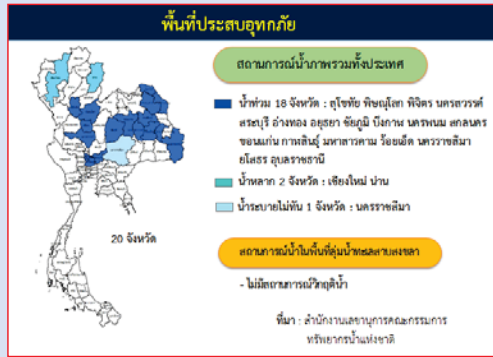 พื้นที่ประสบอุทกภัย
สถานการณ์น้ำภาพรวมทั้งประเทศ
น้ำท่วม 18 จังหวัด : สุโขทัย พิษณุโลก พิจิตร นครสวรรค์
สระบุรี อ่างทอง อยุธยา ชัยภูมิ บึงกาฬ นครพนม สกลนคร
ขอนแก่น กาฬสินธุ์ มหาสารคาม ร้อยเอ็ด นครราชสีมา
ยโสธร อุบลราชธานี
น้ำหลาก 2 จังหวัด : เชียงใหม่ น่าน
น้ำระบายไม่ทัน 1 จังหวัด : นครราชสีมา
20 จังหวัด
สถานการณ์น้ำในพื้นที่ลุ่มน้ำทะเลสาบสงขลา
- ไม่มีสถานการณ์วิกฤติน้ำ
ที่มา : สำนักงานเลขานุการคณะกรรมการ
ทรัพยากรน้ำแห่งชาติ